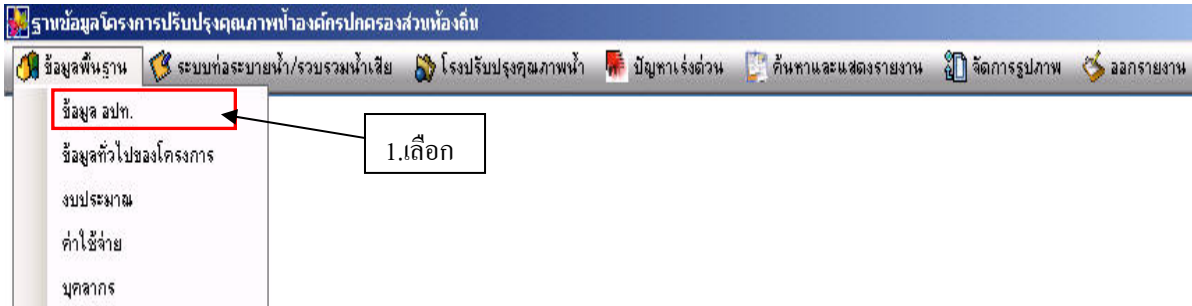 ฐานข้อมูลโครงการปรับปรุงคุณภาพน้ำองค์กรปกครองส่วนท้องถิ่น
ข้อมูลพื้นฐาน ระบบท่อระบายน้ำ/รวบรวมน้ำเสีย โรงปรับปรุงคุณภาพน้ำ ปัญหาเร่งด่วน ค้นหาและแสดงรายงาน จัดการรูปภาพ ออกรายงาน
ข้อมูล อปท.
1.เลือก
ข้อมูลทั่วไปของโครงการ
งบประมาณ
ค่าใช้จ่าย
บุคลากร